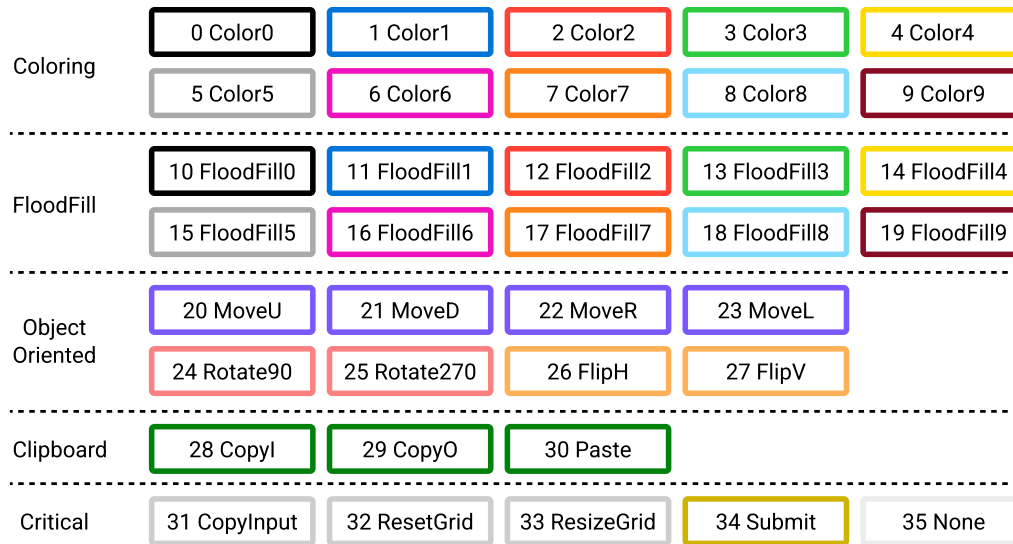 Coloring
0 Color0 1 Color1 2 Color2 3 Color3 4 Color4
5 Color5 6 Color6 7 Color7 8 Color8 9 Color9
FloodFill
10 FloodFill0 11 FloodFill1 12 FloodFill2 13 FloodFill3 14 FloodFill4
15 FloodFill5 16 FloodFill6 17 FloodFill7 18 FloodFill8 19 FloodFill9
Object
Oriented
20 MoveU 21 MoveD 22 MoveR 23 MoveL
24 Rotate90 25 Rotate270 26 FlipH 27 FlipV
Clipboard 28 CopyI 29 CopyO 30 Paste
Critical 31 CopyInput 32 ResetGrid 33 ResizeGrid 34 Submit 35 None